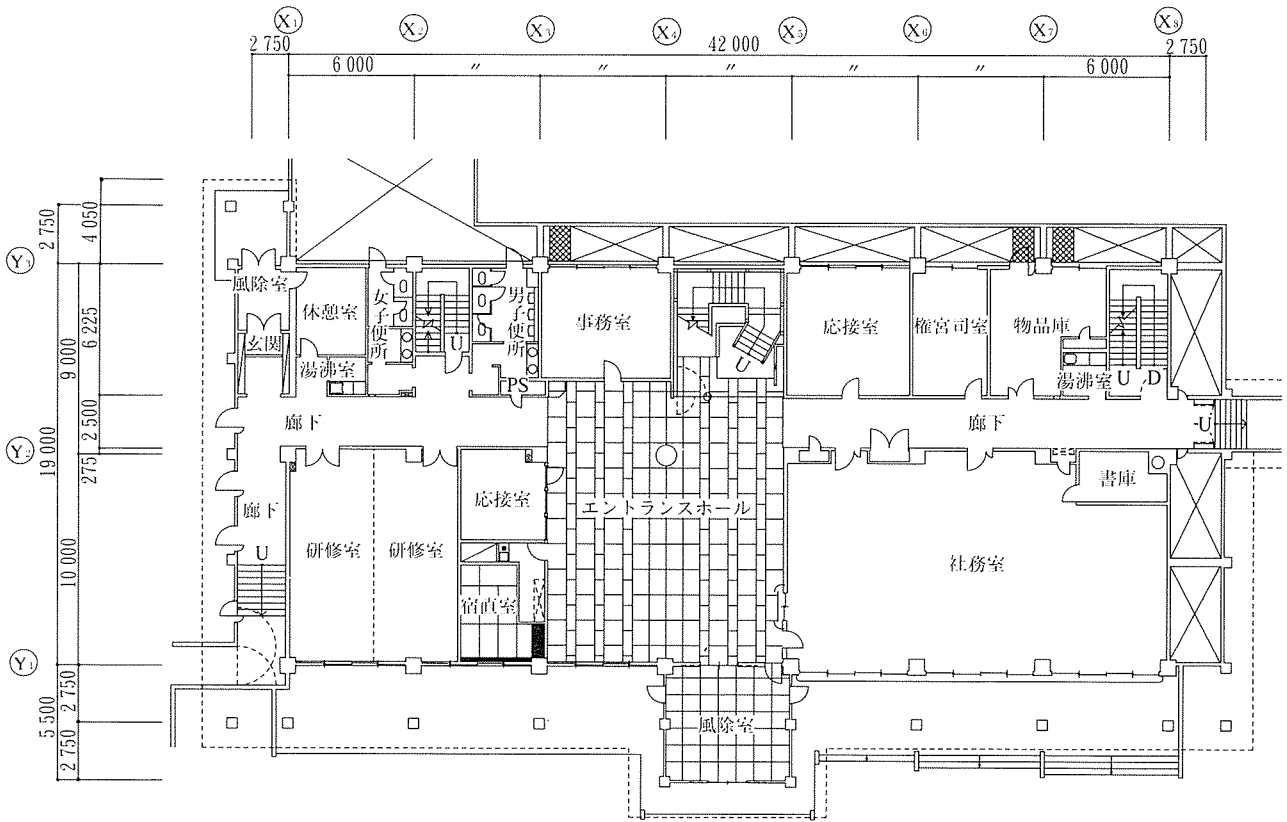 X1 X2 X3 X4 X5 X6 X7 X8
2 750 42 000 2 750
6 000 〃 〃 〃 〃 〃 6 000
Y3
Y2
Y1
2 750
4 050
9 000
6 225
2 500
19 000
275
10 000
5 500
2 750
2 750
風除室
玄関
休憩室
湯沸室
女子便所
U
男子便所
PS
事務室
U
応接室
権宮司室
物品庫
湯沸室
U D
廊下
廊下
U
廊下
U
研修室
研修室
応接室
宿直室
エントランスホール
書庫
社務室
風除室